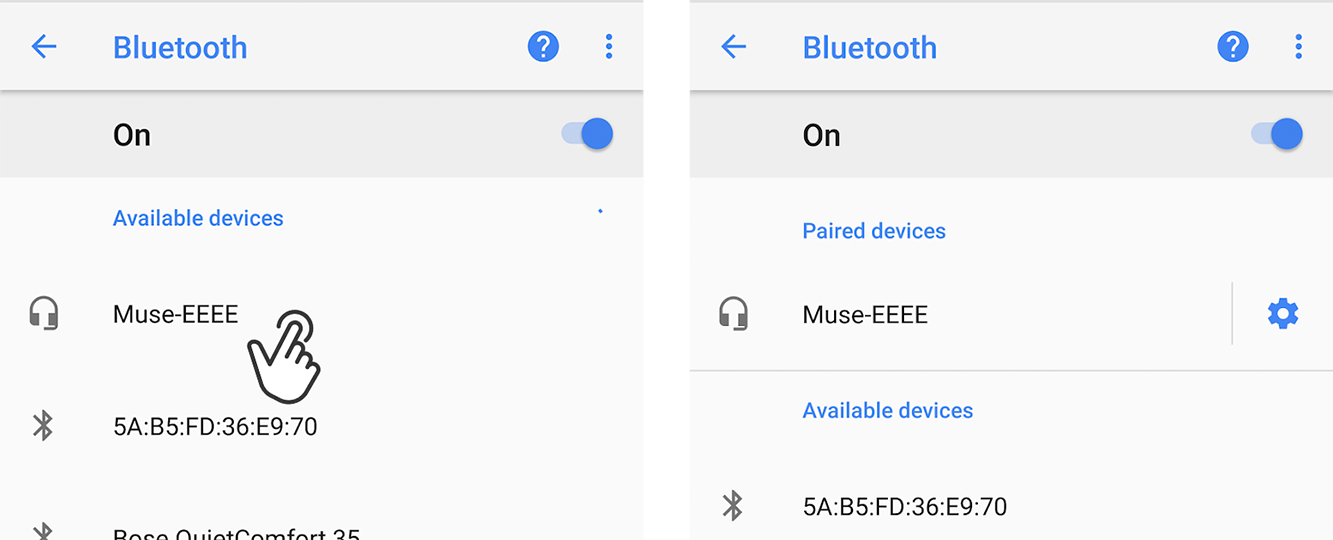 Bluetooth
?
On
Available devices
Muse-EEEE
5A:B5:FD:36:E9:70
Bose QuietComfort 35
Bluetooth
?
On
Paired devices
Muse-EEEE
Available devices
5A:B5:FD:36:E9:70